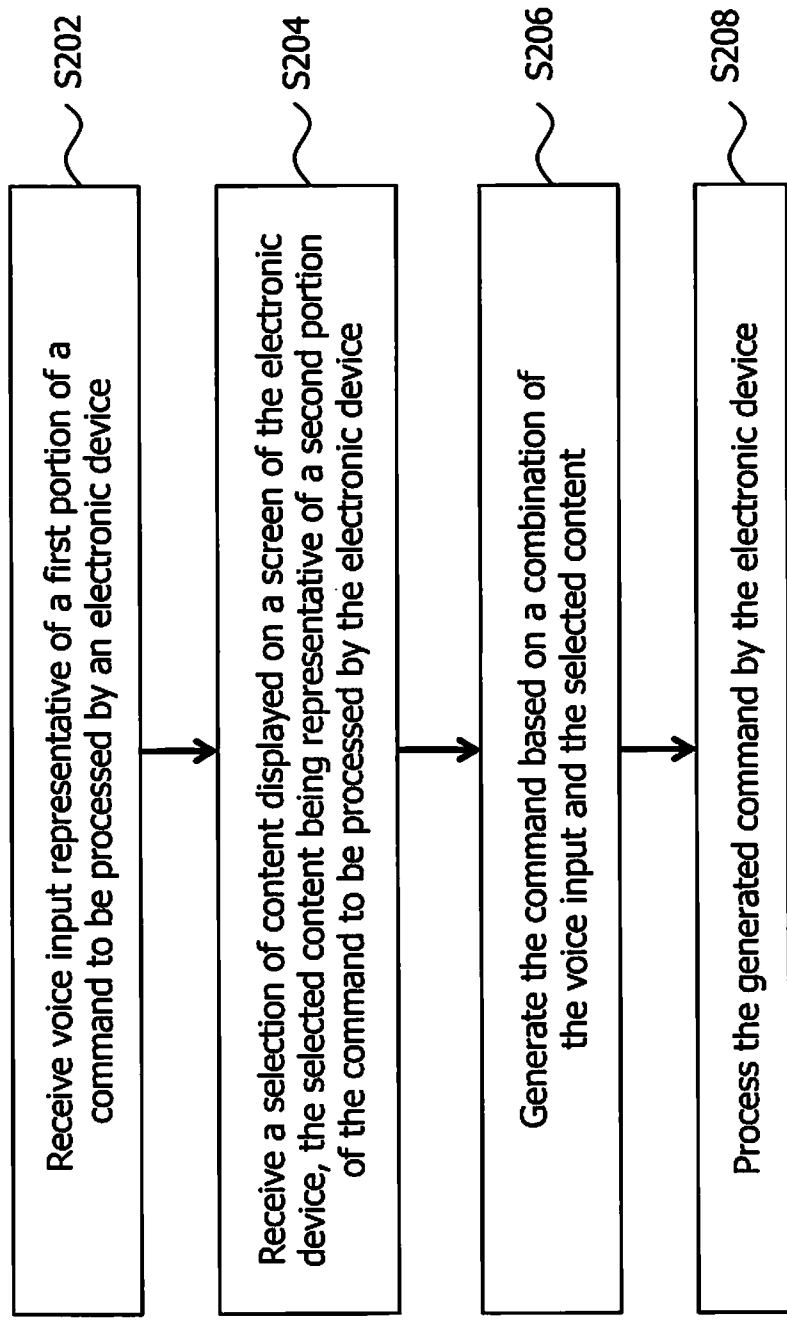 Receive voice input representative of a first portion of a
command to be processed by an electronic device
S202
Receive a selection of content displayed on a screen of the electronic
device, the selected content being representative of a second portion
of the command to be processed by the electronic device
S204
Generate the command based on a combination of
the voice input and the selected content
S206
Process the generated command by the electronic device
S208